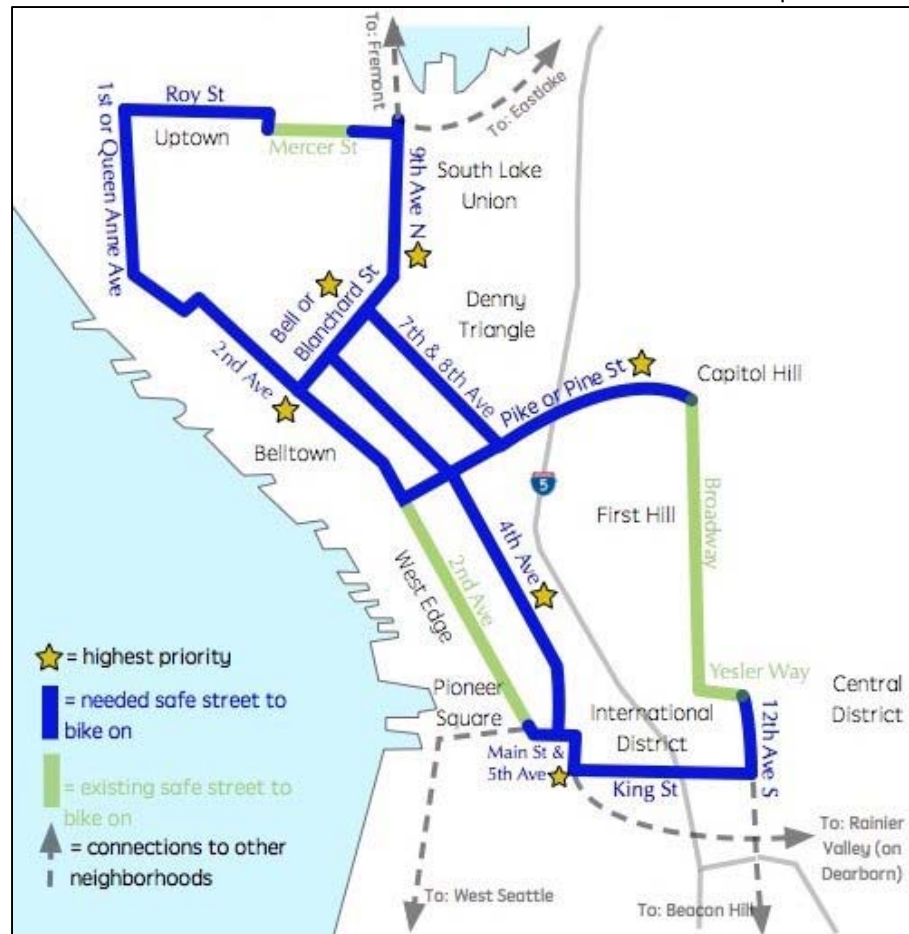 To: Fremont
To: Eastlake
1st or Queen Anne Ave
Roy St
Uptown
Mercer St
9th Ave N
South Lake
Union
Bell or
Blanchard St
Denny
Triangle
7th & 8th Ave
2nd Ave
Pike or Pine St
Capitol Hill
Belltown
5
First Hill
Broadway
4th Ave
2nd Ave
West Edge
★ = highest priority
= needed safe street to
bike on
= existing safe street to
bike on
= connections to other
neighborhoods
Pioneer
Square
Yesler Way
Central
District
International
District
12th Ave S
Main St &
5th Ave
King St
To: Rainier
Valley (on
Dearborn)
To: West Seattle
To: Beacon Hill